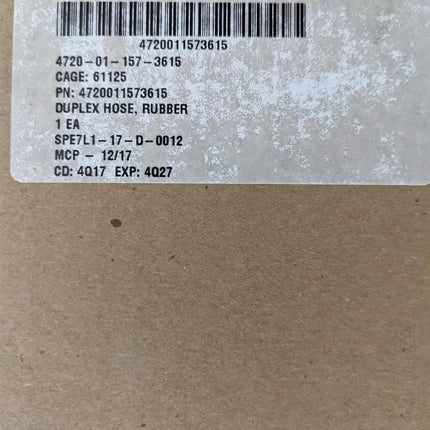 4720011573615
4720-01-157-3615
CAGE: 61125
PN: 4720011573615
DUPLEX HOSE, RUBBER
1 EA
SPE7L1-17-D-0012
MCP - 12/17
CD: 4Q17 EXP: 4Q27